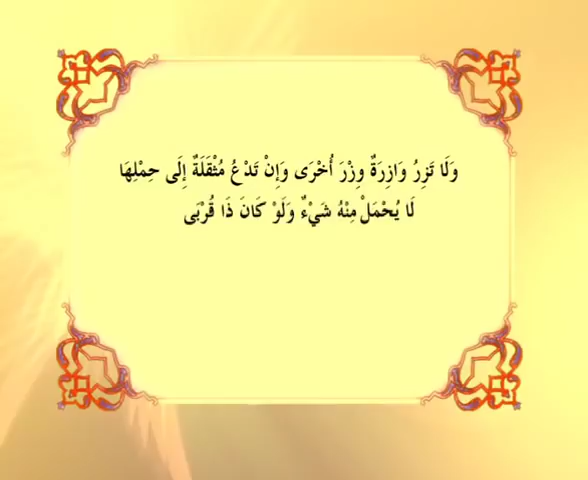 وَلَا تَزِرُ وَازِرَةٌ وِزْرَ أُخْرَى وَإِنْ تَدْعُ مُثْقَلَةٌ إِلَى حِمْلِهَا
لَا يُحْمَلْ مِنْهُ شَيْءٌ وَلَوْ كَانَ ذَا قُرْبَى